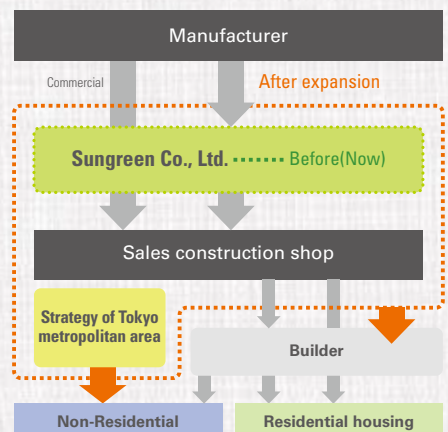 Manufacturer
Commercial
After expansion
Sungreen Co., Ltd. Before(Now)
Sales construction shop
Strategy of Tokyo
metropolitan area
Builder
Non-Residential
Residential housing